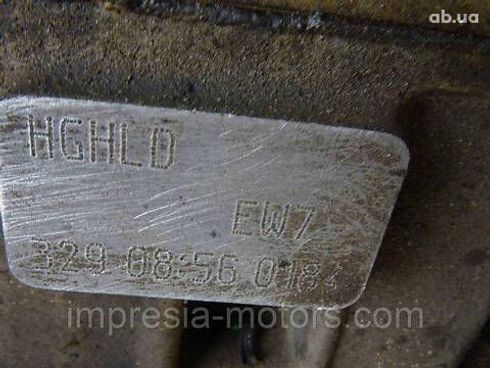 ab.ua
HGHLD
EW7-
329 08:56 0184
impresia-motors.com